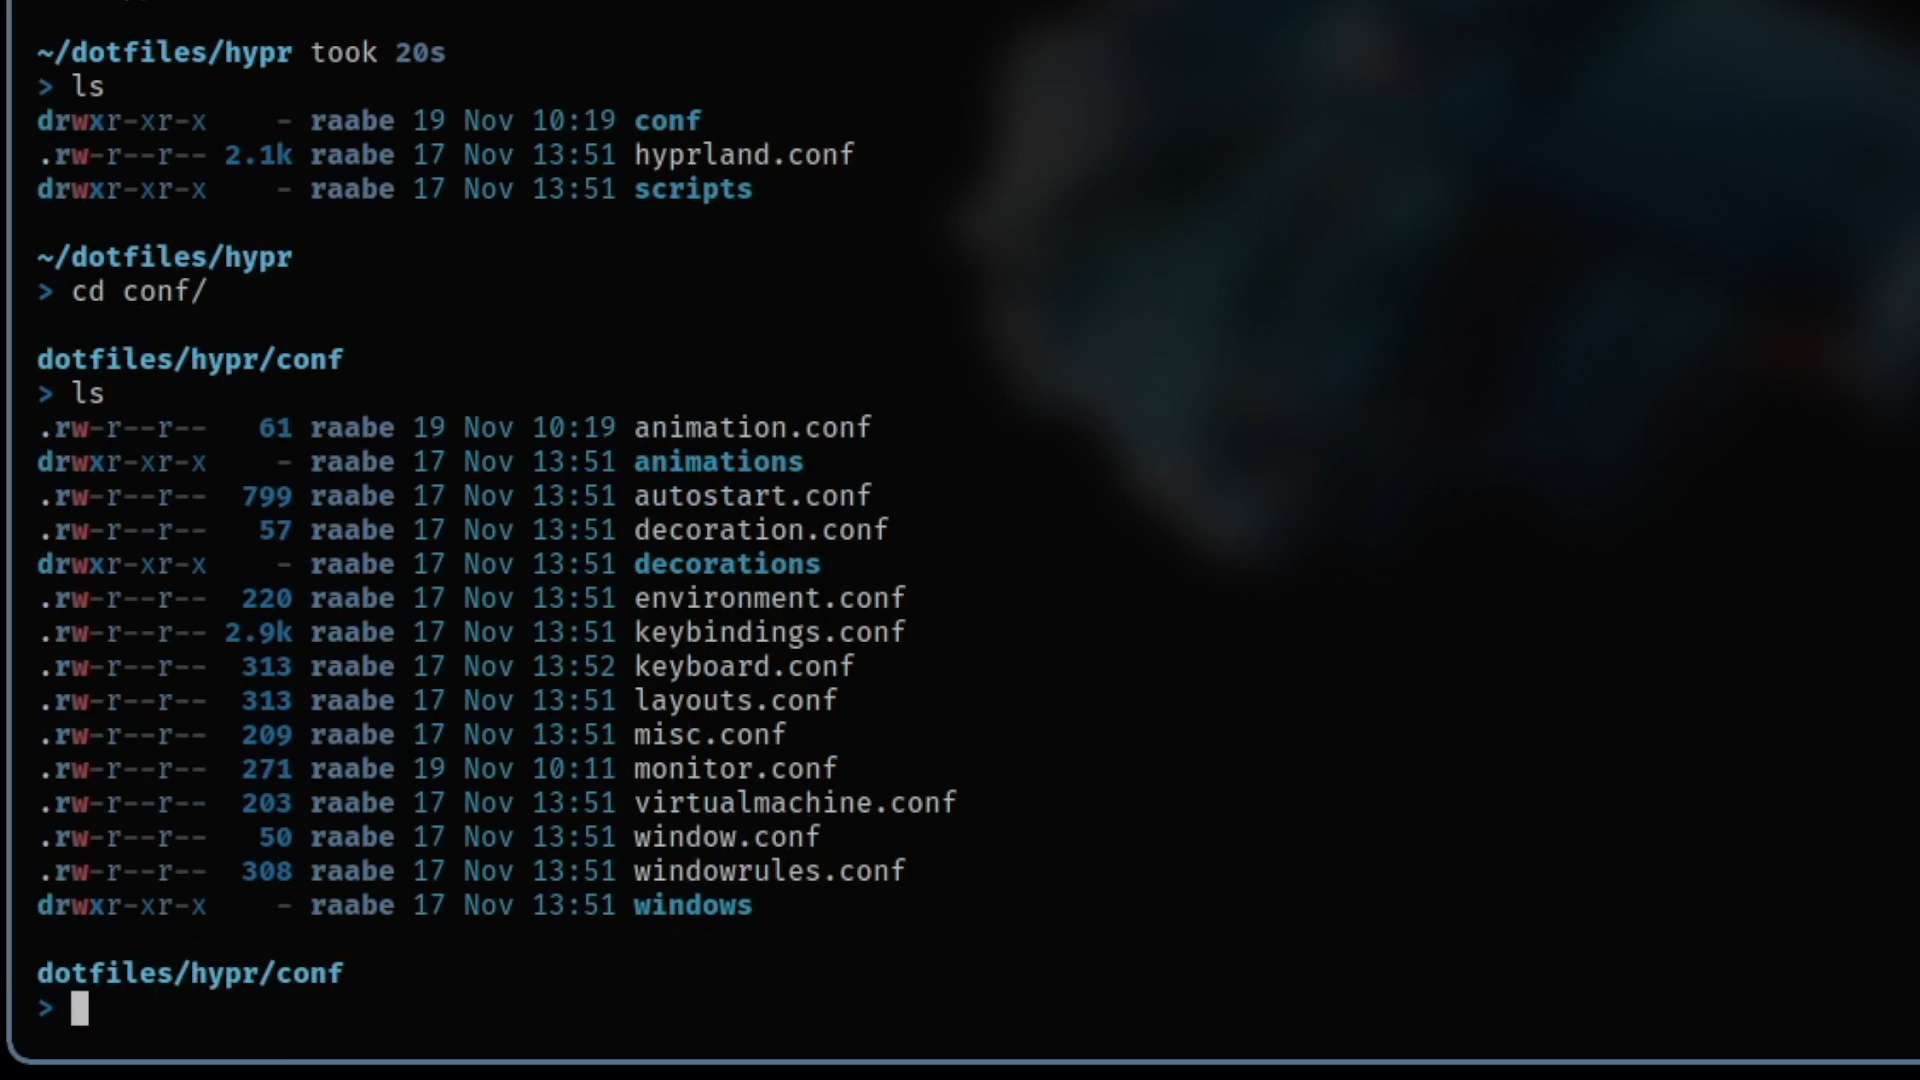 ~/dotfiles/hypr took 20s
> ls
drwxr-xr-x    - raabe 19 Nov 10:19 conf
.rw-r--r-- 2.1k raabe 17 Nov 13:51 hyprland.conf
drwxr-xr-x    - raabe 17 Nov 13:51 scripts
~/dotfiles/hypr
> cd conf/
dotfiles/hypr/conf
> ls
.rw-r--r--   61 raabe 19 Nov 10:19 animation.conf
drwxr-xr-x    - raabe 17 Nov 13:51 animations
.rw-r--r--  799 raabe 17 Nov 13:51 autostart.conf
.rw-r--r--   57 raabe 17 Nov 13:51 decoration.conf
drwxr-xr-x    - raabe 17 Nov 13:51 decorations
.rw-r--r--  220 raabe 17 Nov 13:51 environment.conf
.rw-r--r-- 2.9k raabe 17 Nov 13:51 keybindings.conf
.rw-r--r--  313 raabe 17 Nov 13:52 keyboard.conf
.rw-r--r--  313 raabe 17 Nov 13:51 layouts.conf
.rw-r--r--  209 raabe 17 Nov 13:51 misc.conf
.rw-r--r--  271 raabe 19 Nov 10:11 monitor.conf
.rw-r--r--  203 raabe 17 Nov 13:51 virtualmachine.conf
.rw-r--r--   50 raabe 17 Nov 13:51 window.conf
.rw-r--r--  308 raabe 17 Nov 13:51 windowrules.conf
drwxr-xr-x    - raabe 17 Nov 13:51 windows
dotfiles/hypr/conf
>